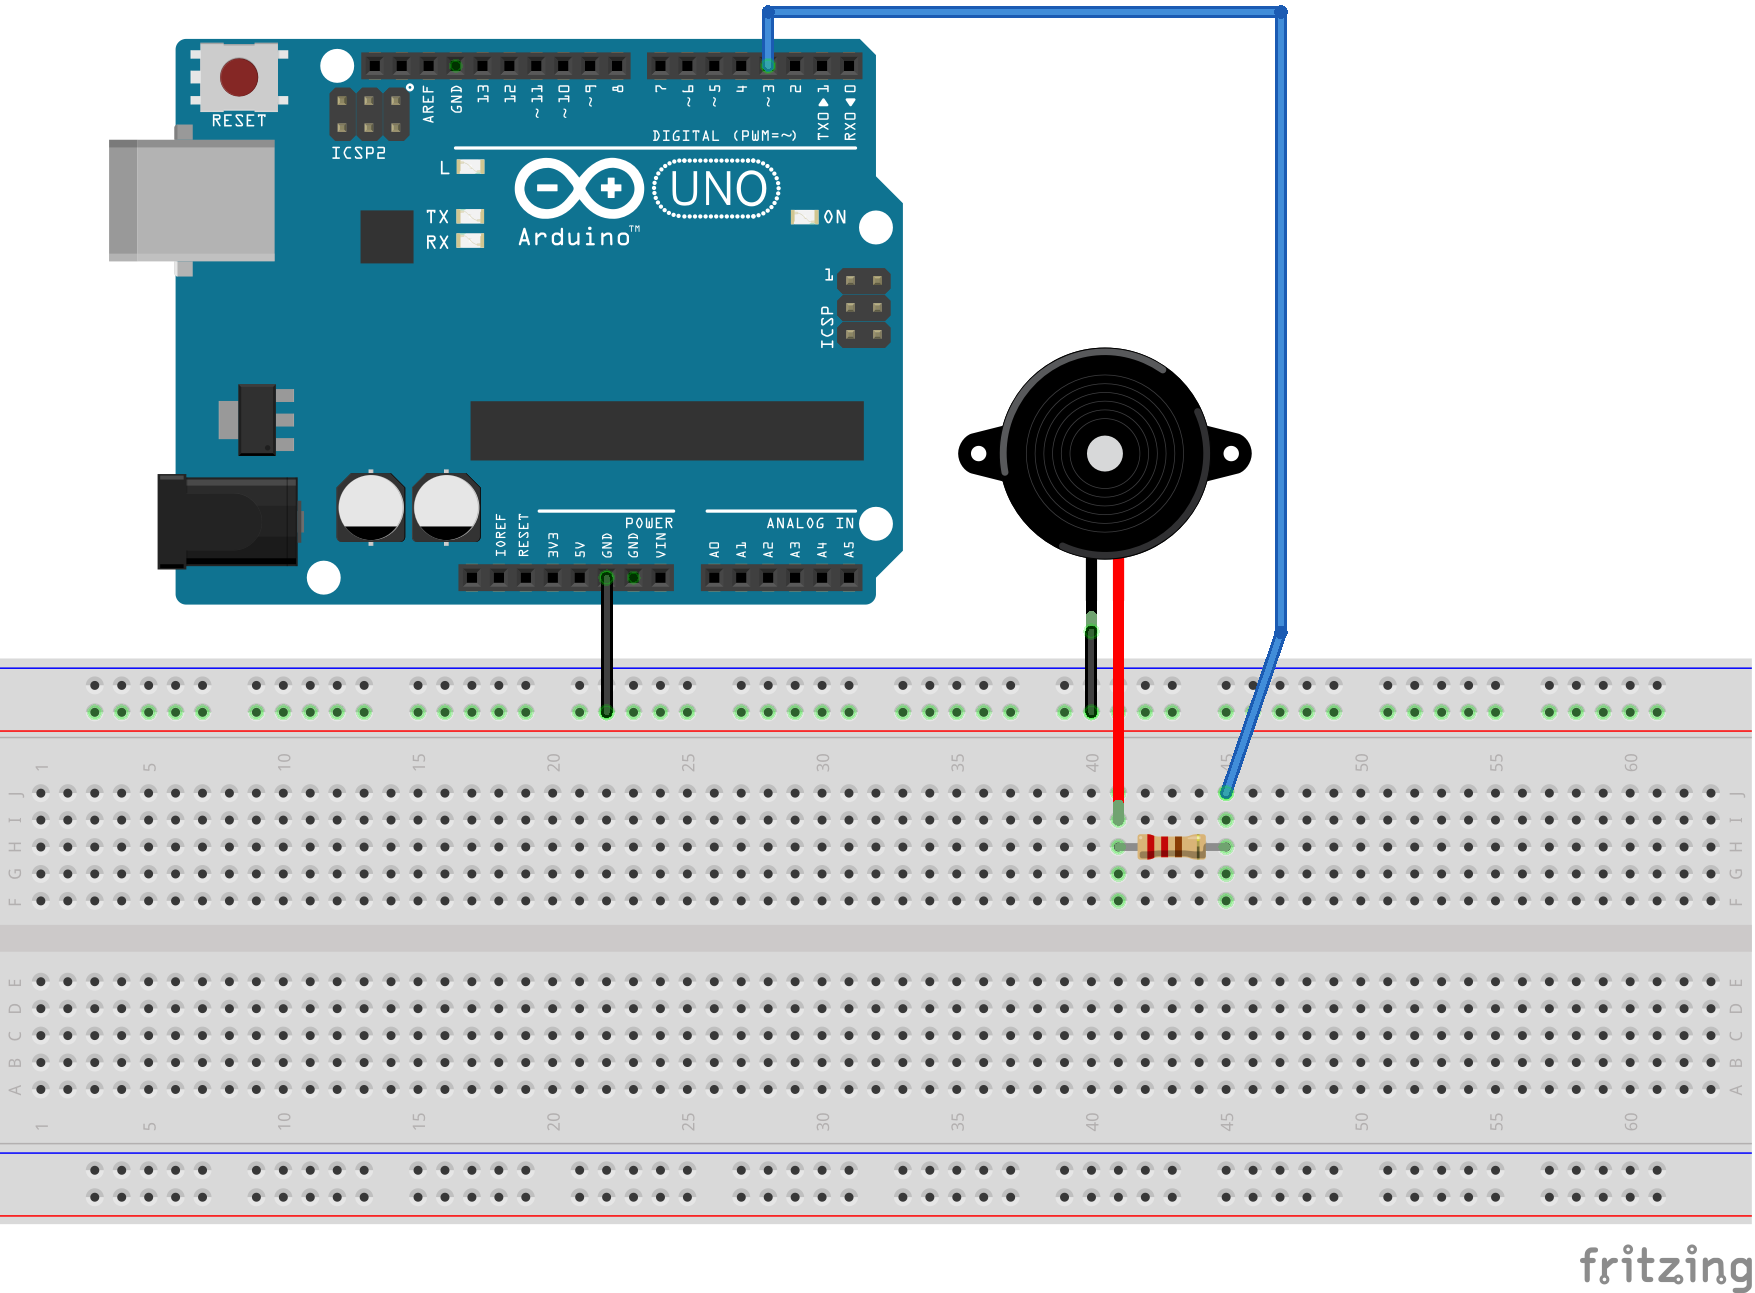 RESET
ICSP2
AREF
GND
13
12
~11
~10
~9
8
7
~6
~5
4
~3
2
TX0▶1
RX0◀0
DIGITAL (PWM=~)
L
TX
RX
UNO
Arduino™
ON
1
ICSP
IOREF
RESET
3V3
5V
GND
GND
VIN
POWER
ANALOG IN
A0
A1
A2
A3
A4
A5
1 5 10 15 20 25 30 35 40 45 50 55 60
J J
I I
H H
G G
F F
E E
D D
C C
B B
A A
1 5 10 15 20 25 30 35 40 45 50 55 60
fritzing